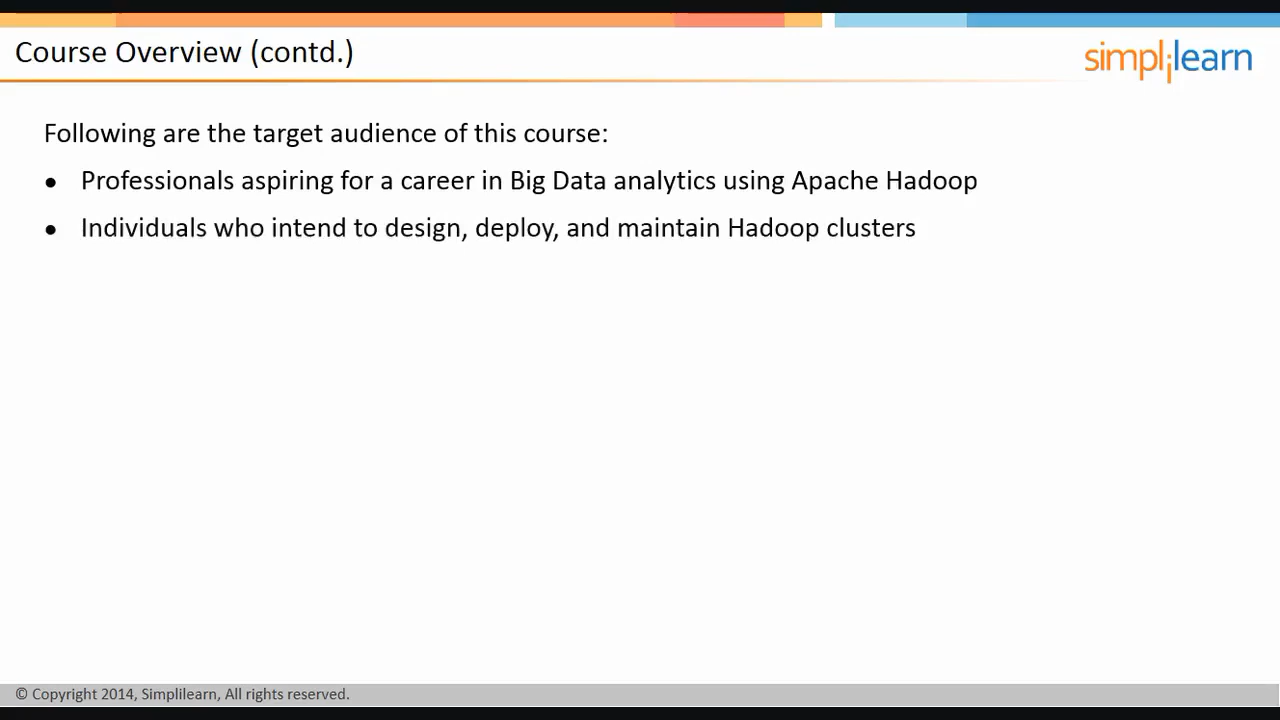 Course Overview (contd.)
simplilearn
Following are the target audience of this course:
● Professionals aspiring for a career in Big Data analytics using Apache Hadoop
● Individuals who intend to design, deploy, and maintain Hadoop clusters
© Copyright 2014, Simplilearn, All rights reserved.